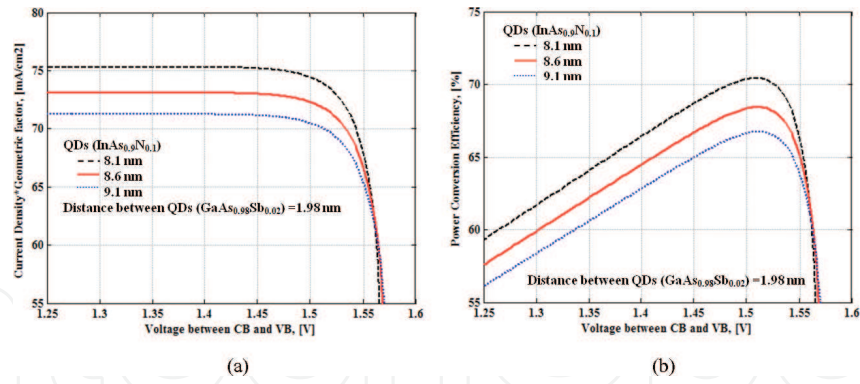 80
75
70
65
60
55
Current Density*Geometric factor, [mA/cm2]
QDs (InAs0.9N0.1)
8.1 nm
8.6 nm
9.1 nm
Distance between QDs (GaAs0.98Sb0.02) =1.98 nm
1.25 1.3 1.35 1.4 1.45 1.5 1.55 1.6
Voltage between CB and VB, [V]
(a)
75
70
65
60
55
Power Conversion Efficiency, [%]
QDs (InAs0.9N0.1)
8.1 nm
8.6 nm
9.1 nm
Distance between QDs (GaAs0.98Sb0.02) =1.98 nm
1.25 1.3 1.35 1.4 1.45 1.5 1.55 1.6
Voltage between CB and VB, [V]
(b)